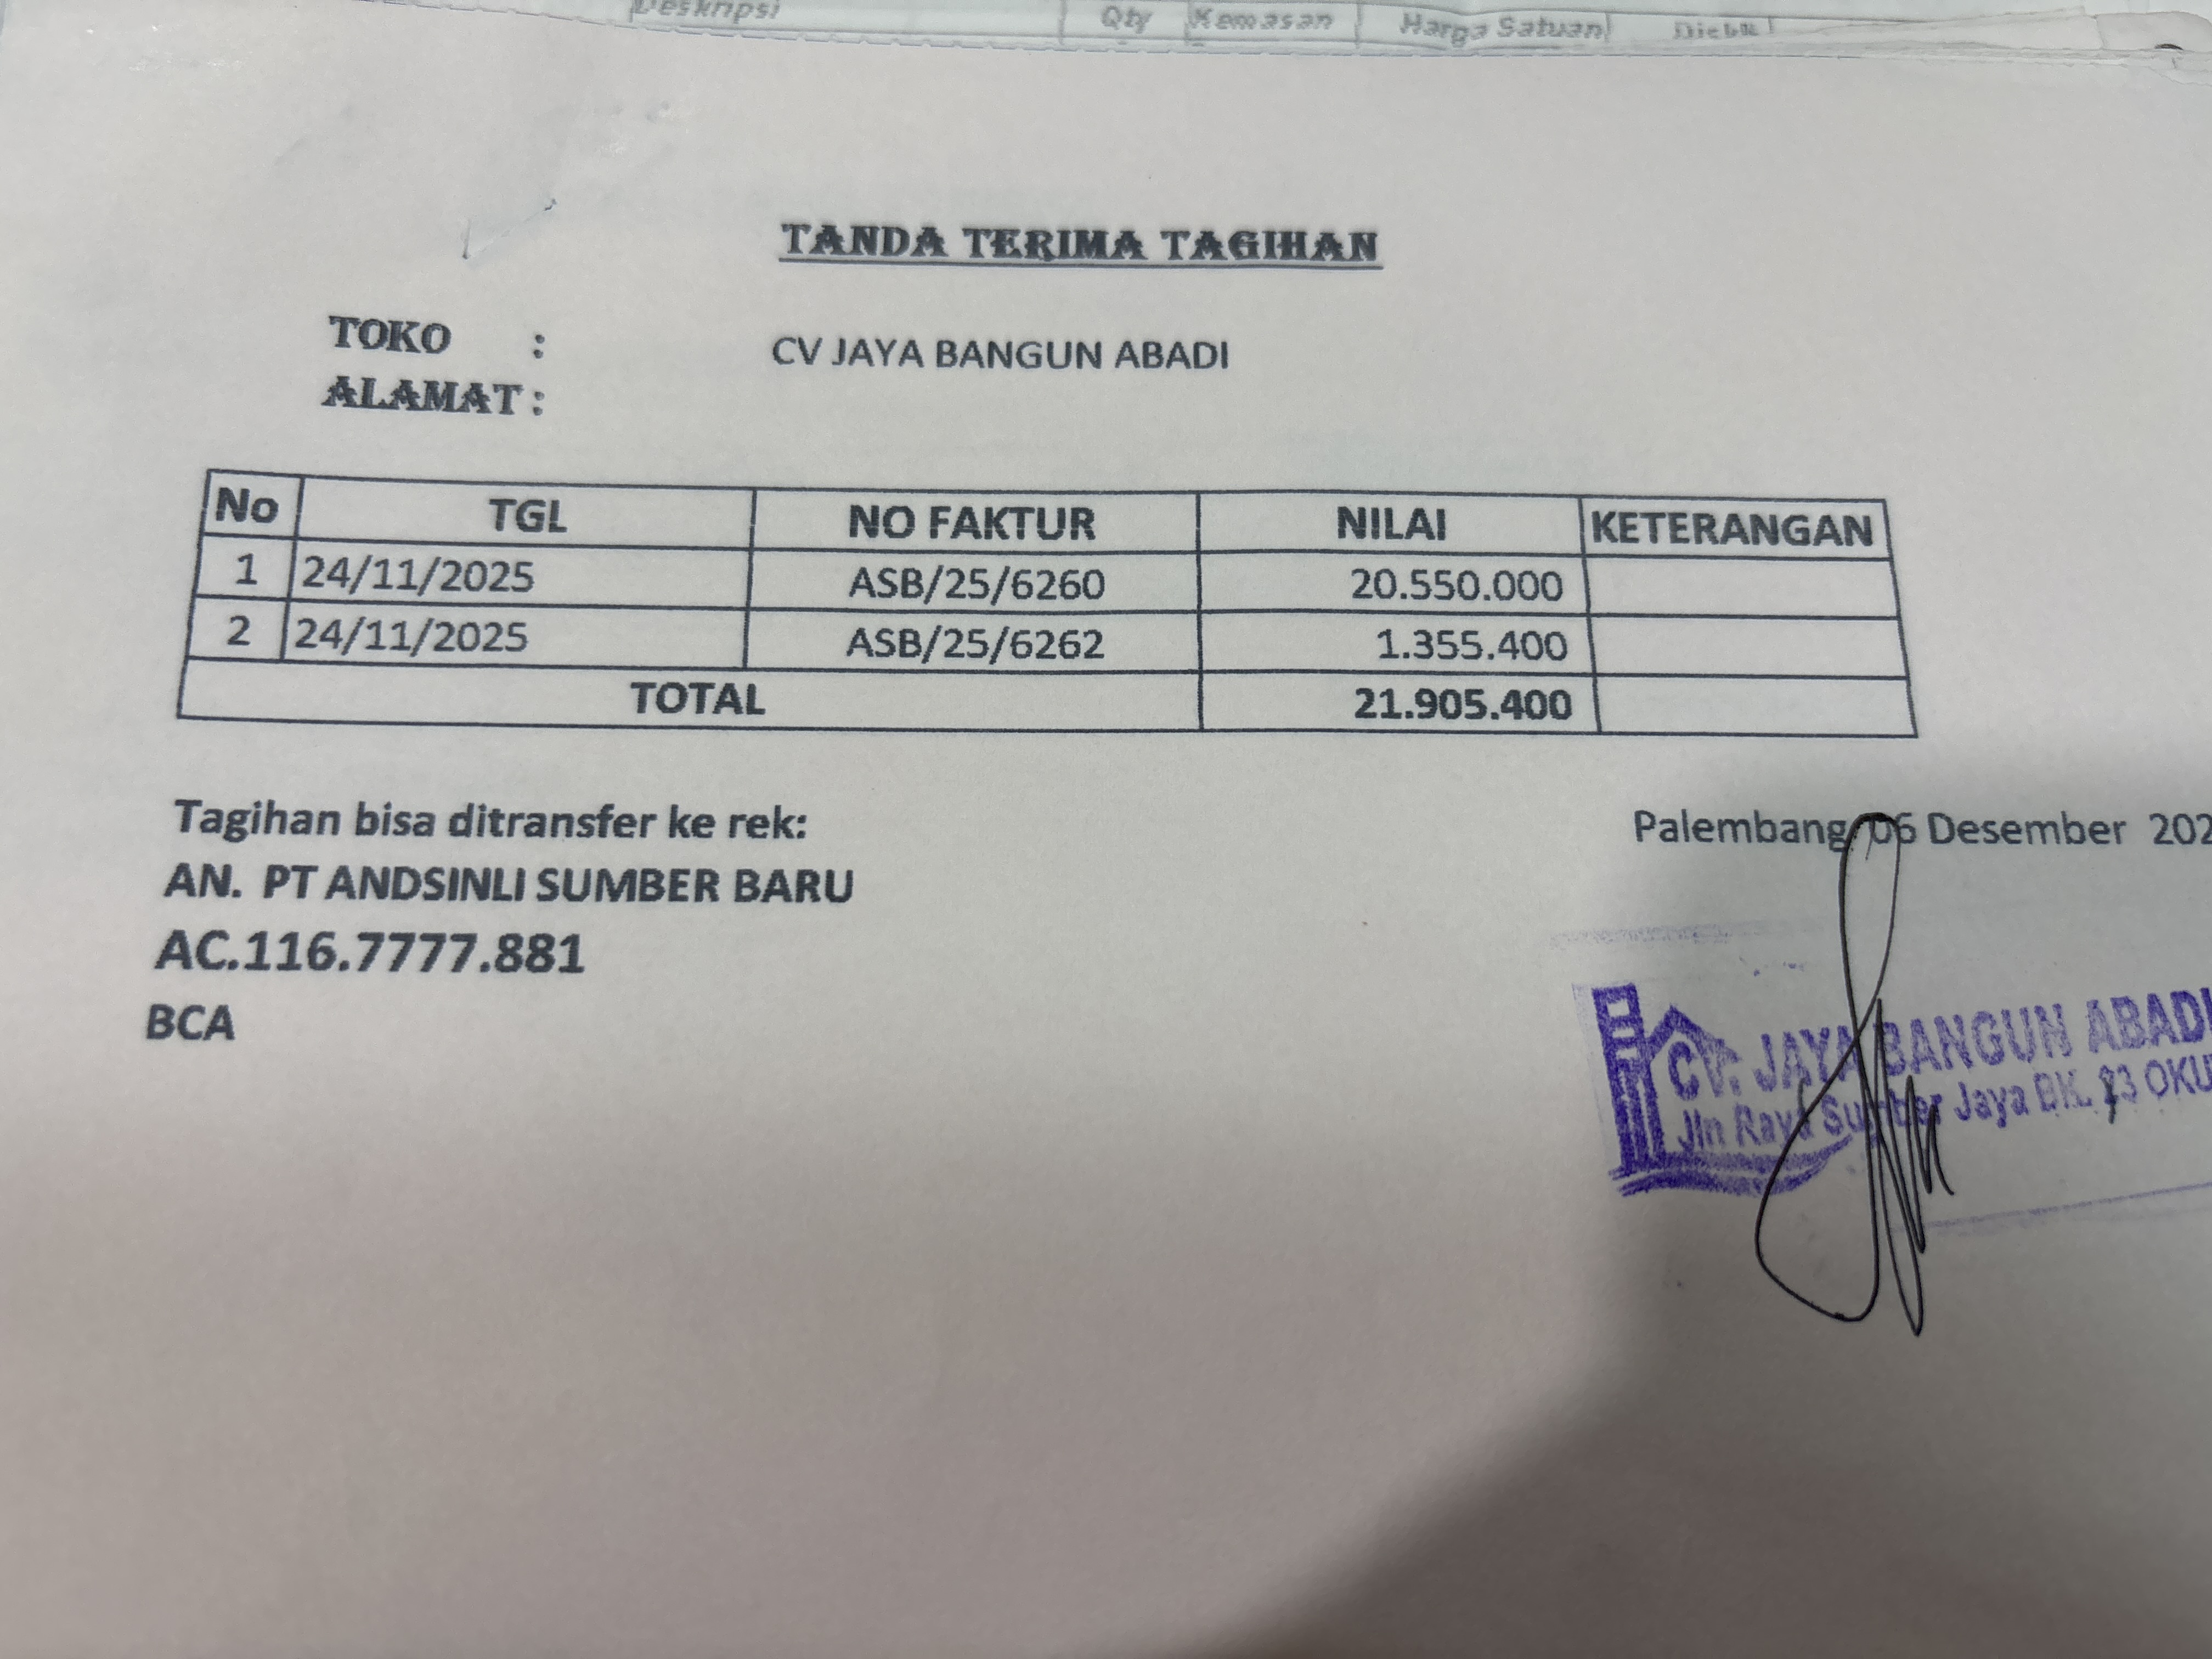 Deskripsi Qty Kemasan Harga Satuan
TANDA TERIMA TAGIHAN
TOKO : CV JAYA BANGUN ABADI
ALAMAT :
No TGL NO FAKTUR NILAI KETERANGAN
1 24/11/2025 ASB/25/6260 20.550.000
2 24/11/2025 ASB/25/6262 1.355.400
TOTAL 21.905.400
Tagihan bisa ditransfer ke rek:
AN. PT ANDSINLI SUMBER BARU
AC.116.7777.881
BCA
Palembang, 06 Desember 202
CV. JAYA BANGUN ABADI
Jln Raya Sumber Jaya BK. OKU